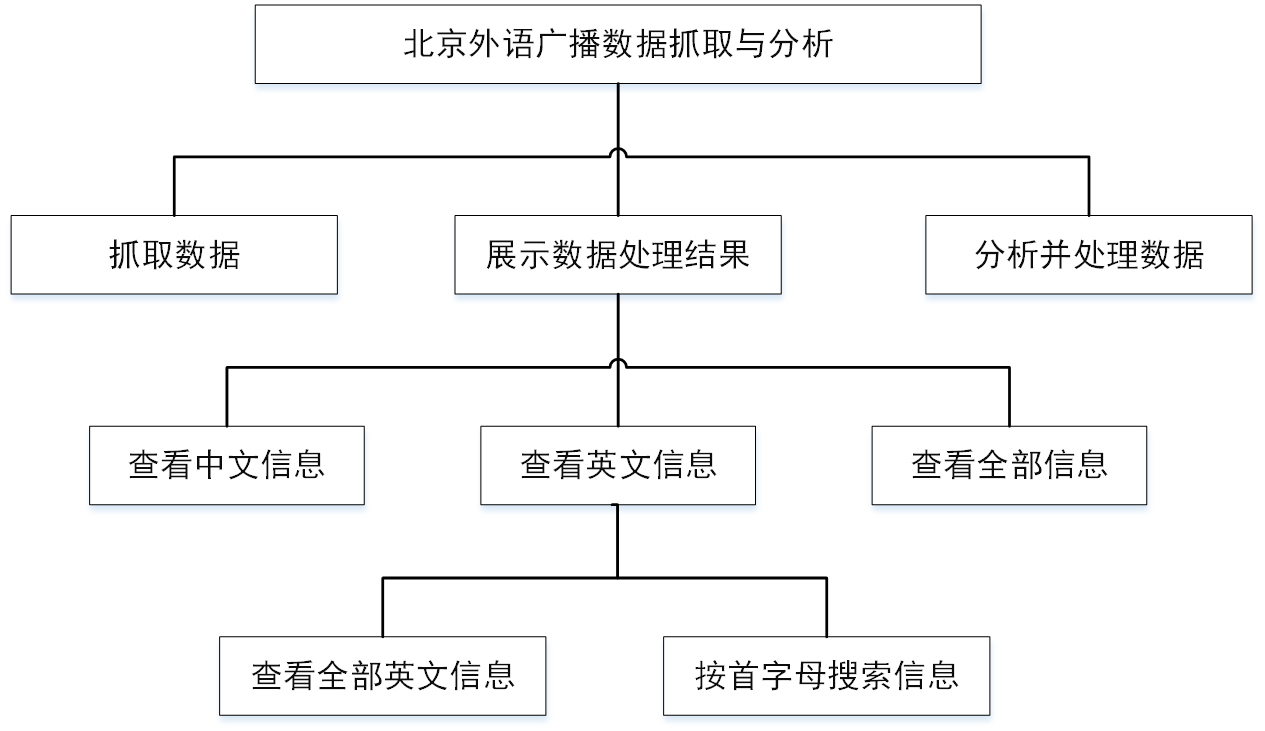 北京外语广播数据抓取与分析
抓取数据
展示数据处理结果
分析并处理数据
查看中文信息
查看英文信息
查看全部信息
查看全部英文信息
按首字母搜索信息